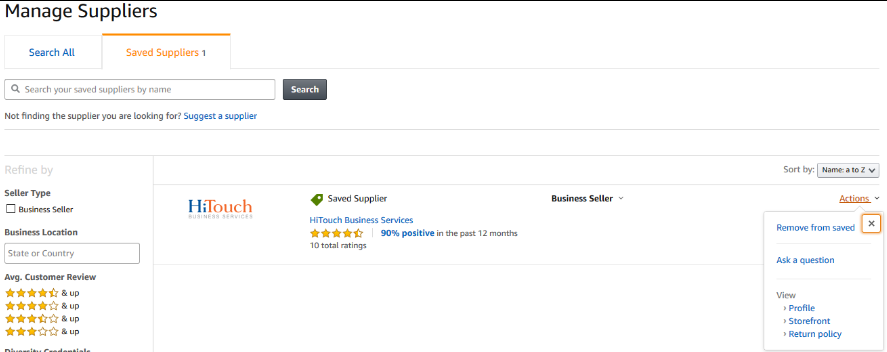 Manage Suppliers
Search All
Saved Suppliers 1
Search your saved suppliers by name
Search
Not finding the supplier you are looking for? Suggest a supplier
Refine by
Sort by: Name: a to Z
Seller Type
Business Seller
Business Location
State or Country
Avg. Customer Review
& up
& up
& up
& up
Diversity Credentials
HiTouch
BUSINESS SERVICES
Saved Supplier
HiTouch Business Services
90% positive in the past 12 months
10 total ratings
Business Seller
Actions
Remove from saved
Ask a question
View
› Profile
› Storefront
› Return policy